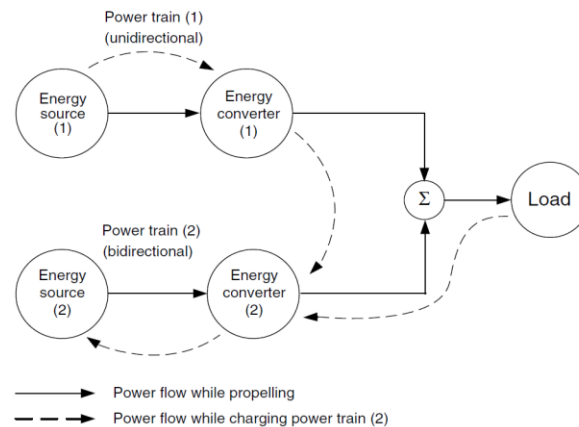 Power train (1)
(unidirectional)
Energy
source
(1)
Energy
converter
(1)
Σ
Load
Power train (2)
(bidirectional)
Energy
source
(2)
Energy
converter
(2)
Power flow while propelling
Power flow while charging power train (2)